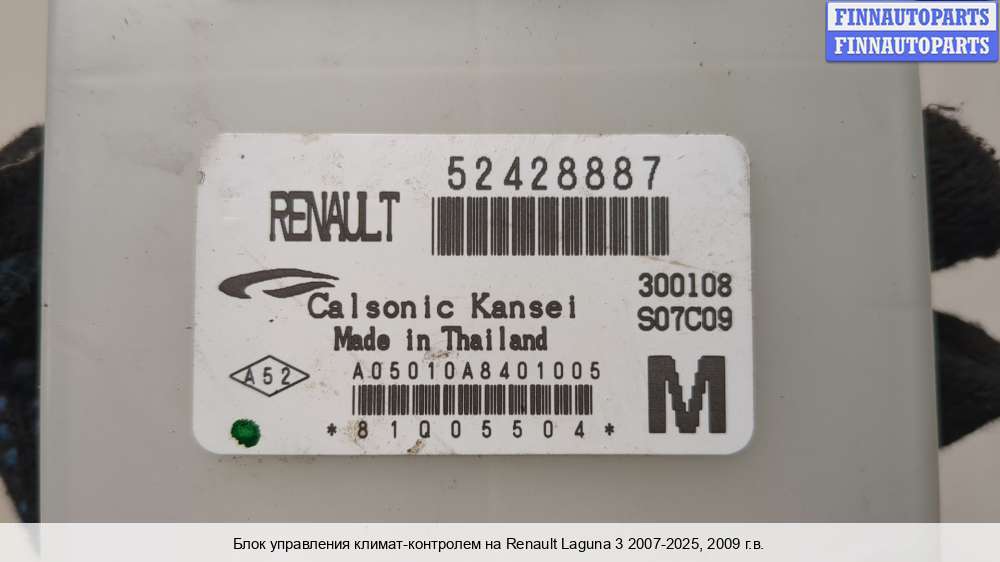 FINNAUTOPARTS
FINNAUTOPARTS
52428887
RENAULT
300108
Calsonic Kansei
S07C09
Made in Thailand
A05010A8401005
A52
M
*81Q05504*
Блок управления климат-контролем на Renault Laguna 3 2007-2025, 2009 г.в.